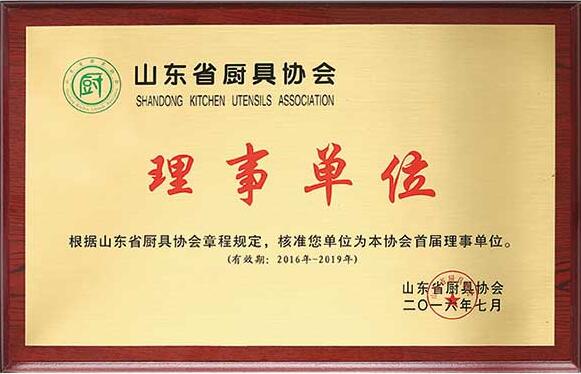 厨
山东省厨具协会
SHANDONG KITCHEN UTENSILS ASSOCIATION
理事单位
根据山东省厨具协会章程规定，核准您单位为本协会首届理事单位。
(有效期：2016年-2019年)
山东省厨具协会
二〇一六年七月